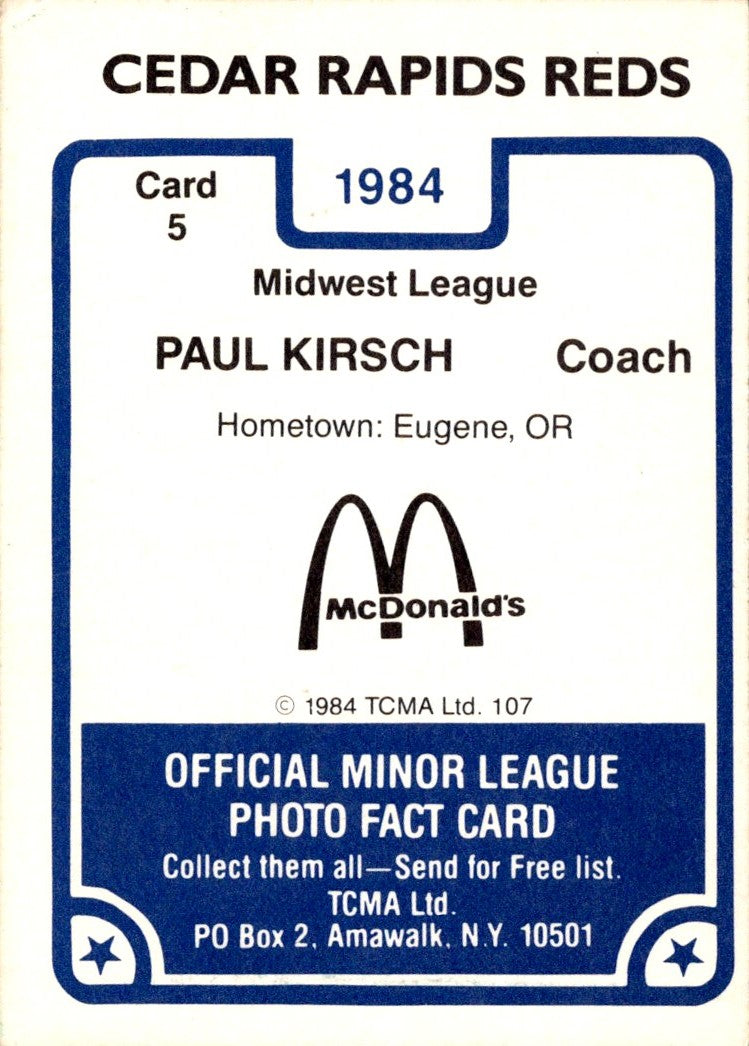 CEDAR RAPIDS REDS
Card
5
1984
Midwest League
PAUL KIRSCH Coach
Hometown: Eugene, OR
McDonald's
© 1984 TCMA Ltd. 107
OFFICIAL MINOR LEAGUE
PHOTO FACT CARD
Collect them all—Send for Free list.
TCMA Ltd.
PO Box 2, Amawalk, N.Y. 10501